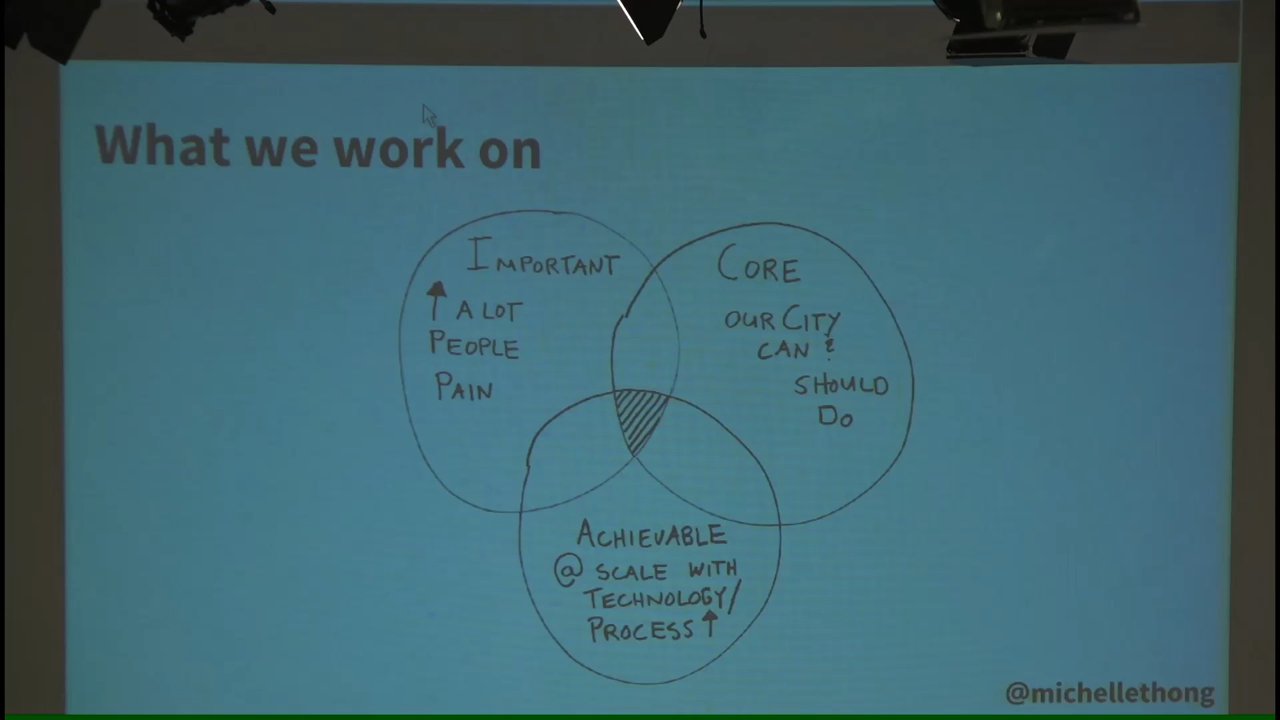 What we work on
IMPORTANT
↑ A LOT
PEOPLE
PAIN
CORE
OUR CITY
CAN &
SHOULD
DO
ACHIEVABLE
@ SCALE WITH
TECHNOLOGY/
PROCESS ↑
@michellethong